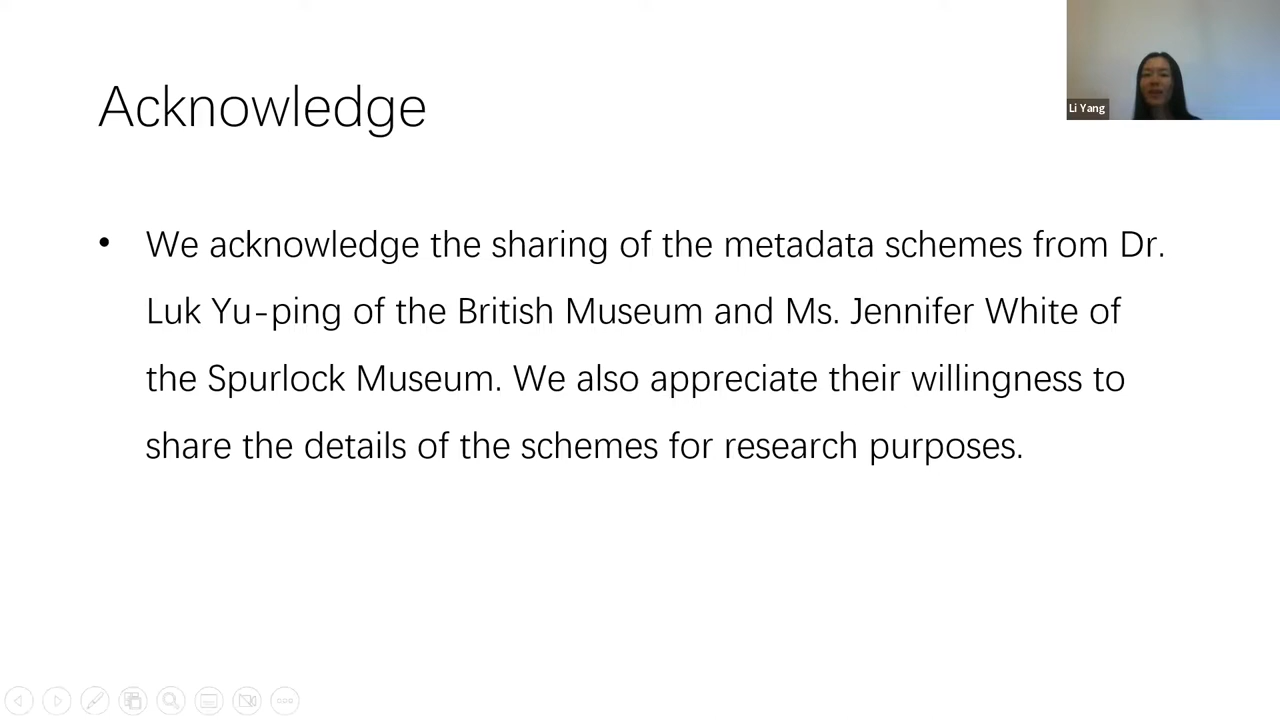 Acknowledge
Li Yang
• We acknowledge the sharing of the metadata schemes from Dr.
Luk Yu-ping of the British Museum and Ms. Jennifer White of
the Spurlock Museum. We also appreciate their willingness to
share the details of the schemes for research purposes.